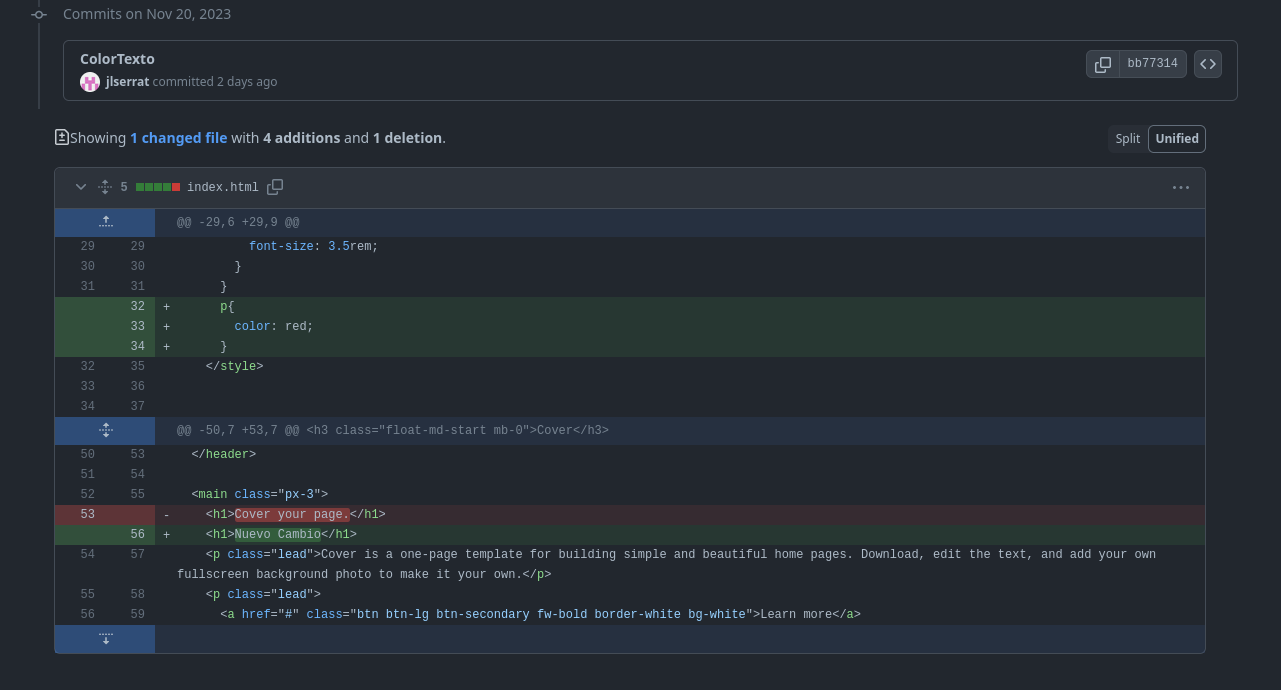 Commits on Nov 20, 2023
ColorTexto
bb77314
jlserrat committed 2 days ago
Showing 1 changed file with 4 additions and 1 deletion.
Split Unified
5 index.html
@@ -29,6 +29,9 @@
29 29 font-size: 3.5rem;
30 30 }
31 31 }
32 + p{
33 + color: red;
34 + }
32 35 </style>
33 36
34 37
@@ -50,7 +53,7 @@ <h3 class="float-md-start mb-0">Cover</h3>
50 53 </header>
51 54
52 55 <main class="px-3">
53 - <h1>Cover your page.</h1>
56 + <h1>Nuevo Cambio</h1>
54 57 <p class="lead">Cover is a one-page template for building simple and beautiful home pages. Download, edit the text, and add your own
fullscreen background photo to make it your own.</p>
55 58 <p class="lead">
56 59 <a href="#" class="btn btn-lg btn-secondary fw-bold border-white bg-white">Learn more</a>